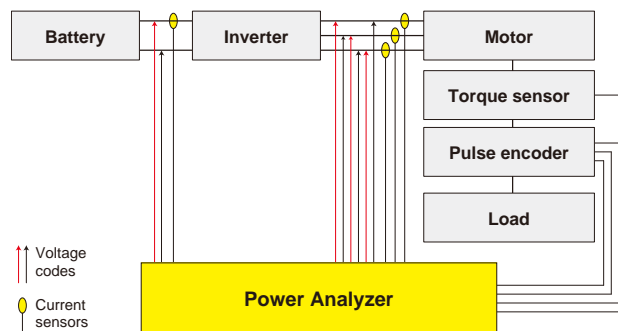 Battery
Inverter
Motor
Torque sensor
Pulse encoder
Load
Voltage
codes
Current
sensors
Power Analyzer